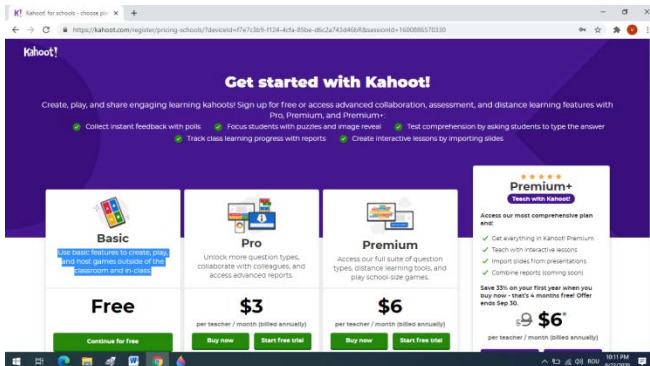 Kahoot! for schools - choose pla
https://kahoot.com/register/pricing-schools/?deviceId=f7e7c3b9-f124-4cfa-85be-d6c2a743d46bR&sessionId=1600886570330
Kahoot!
Get started with Kahoot!
Create, play, and share engaging learning kahoots! Sign up for free or access advanced collaboration, assessment, and distance learning features with
Pro, Premium, and Premium+:
Collect instant feedback with polls
Focus students with puzzles and image reveal
Test comprehension by asking students to type the answer
Track class learning progress with reports
Create interactive lessons by importing slides
Basic
Use basic features to create, play,
and host games outside of the
classroom and in-class.
Free
Continue for free
Pro
Unlock more question types,
collaborate with colleagues, and
access advanced reports.
$3
per teacher / month (billed annually)
Buy now
Start free trial
Premium
Access our full suite of question
types, distance learning tools, and
play school-size games.
$6
per teacher / month (billed annually)
Buy now
Start free trial
Premium+
Teach with Kahoot!
Access our most comprehensive plan
and:
Get everything in Kahoot! Premium
Teach with interactive lessons
Import slides from presentations
Combine reports (coming soon)
Save 33% on your first year when you
buy now - that's 4 months free! Offer
ends Sep 30.
$9 $6*
per teacher / month (billed annually)
ROU
10:11 PM